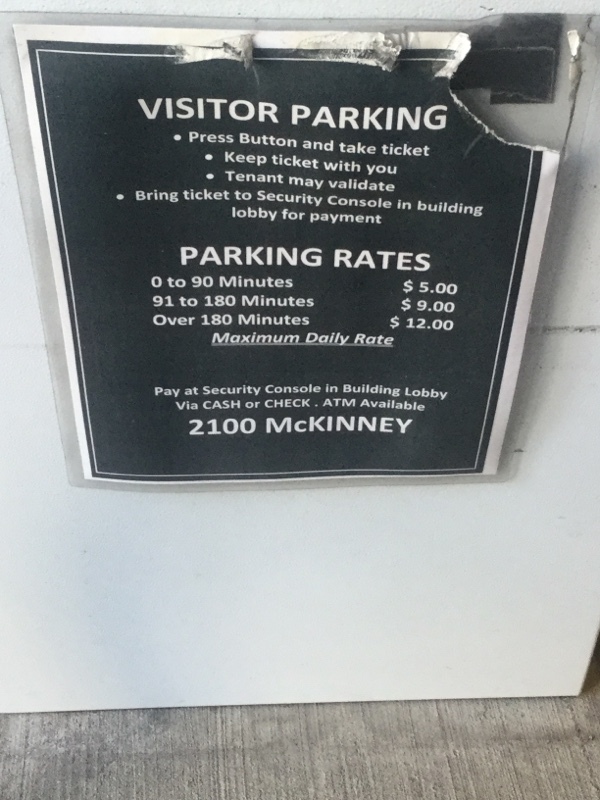 VISITOR PARKING
• Press Button and take ticket
• Keep ticket with you
• Tenant may validate
• Bring ticket to Security Console in building
lobby for payment
PARKING RATES
0 to 90 Minutes $ 5.00
91 to 180 Minutes $ 9.00
Over 180 Minutes $ 12.00
Maximum Daily Rate
Pay at Security Console in Building Lobby
Via CASH or CHECK . ATM Available
2100 McKINNEY